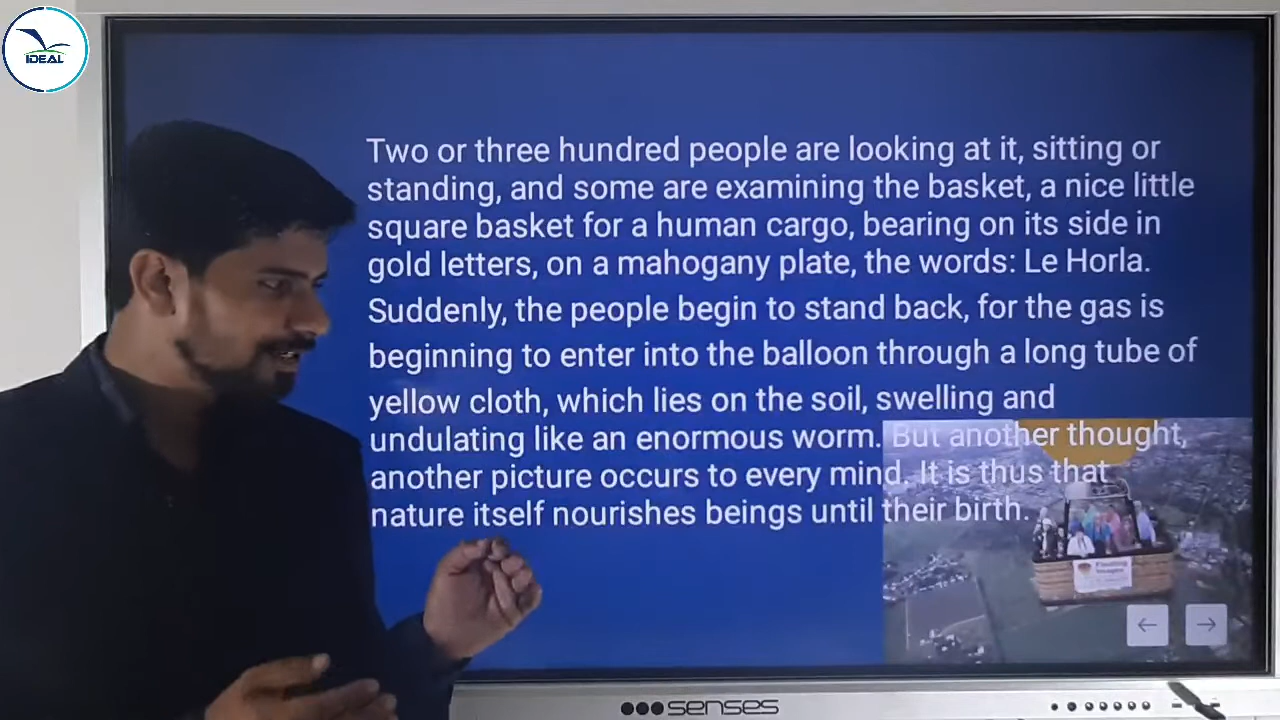 IDEAL
Two or three hundred people are looking at it, sitting or
standing, and some are examining the basket, a nice little
square basket for a human cargo, bearing on its side in
gold letters, on a mahogany plate, the words: Le Horla.
Suddenly, the people begin to stand back, for the gas is
beginning to enter into the balloon through a long tube of
yellow cloth, which lies on the soil, swelling and
undulating like an enormous worm. But another thought,
another picture occurs to every mind. It is thus that
nature itself nourishes beings until their birth.
Floating
Images
senses